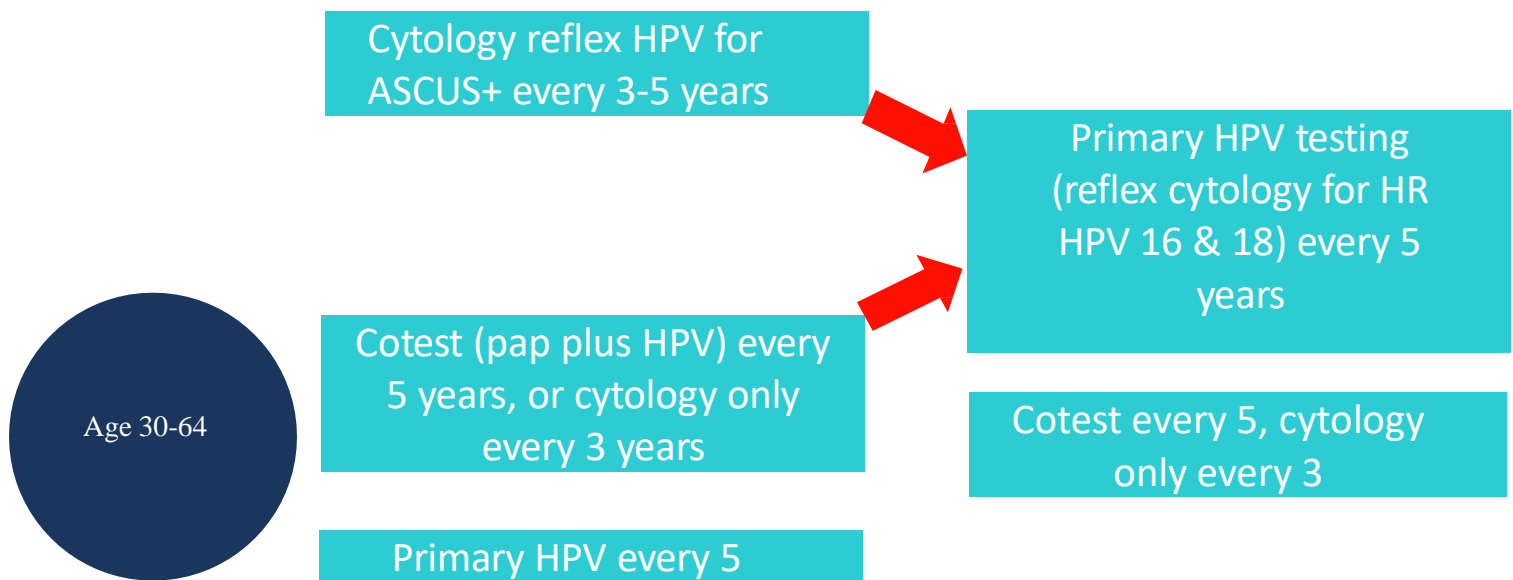 Cytology reflex HPV for
ASCUS+ every 3-5 years
Primary HPV testing
(reflex cytology for HR
HPV 16 & 18) every 5
years
Age 30-64
Cotest (pap plus HPV) every
5 years, or cytology only
every 3 years
Cotest every 5, cytology
only every 3
Primary HPV every 5